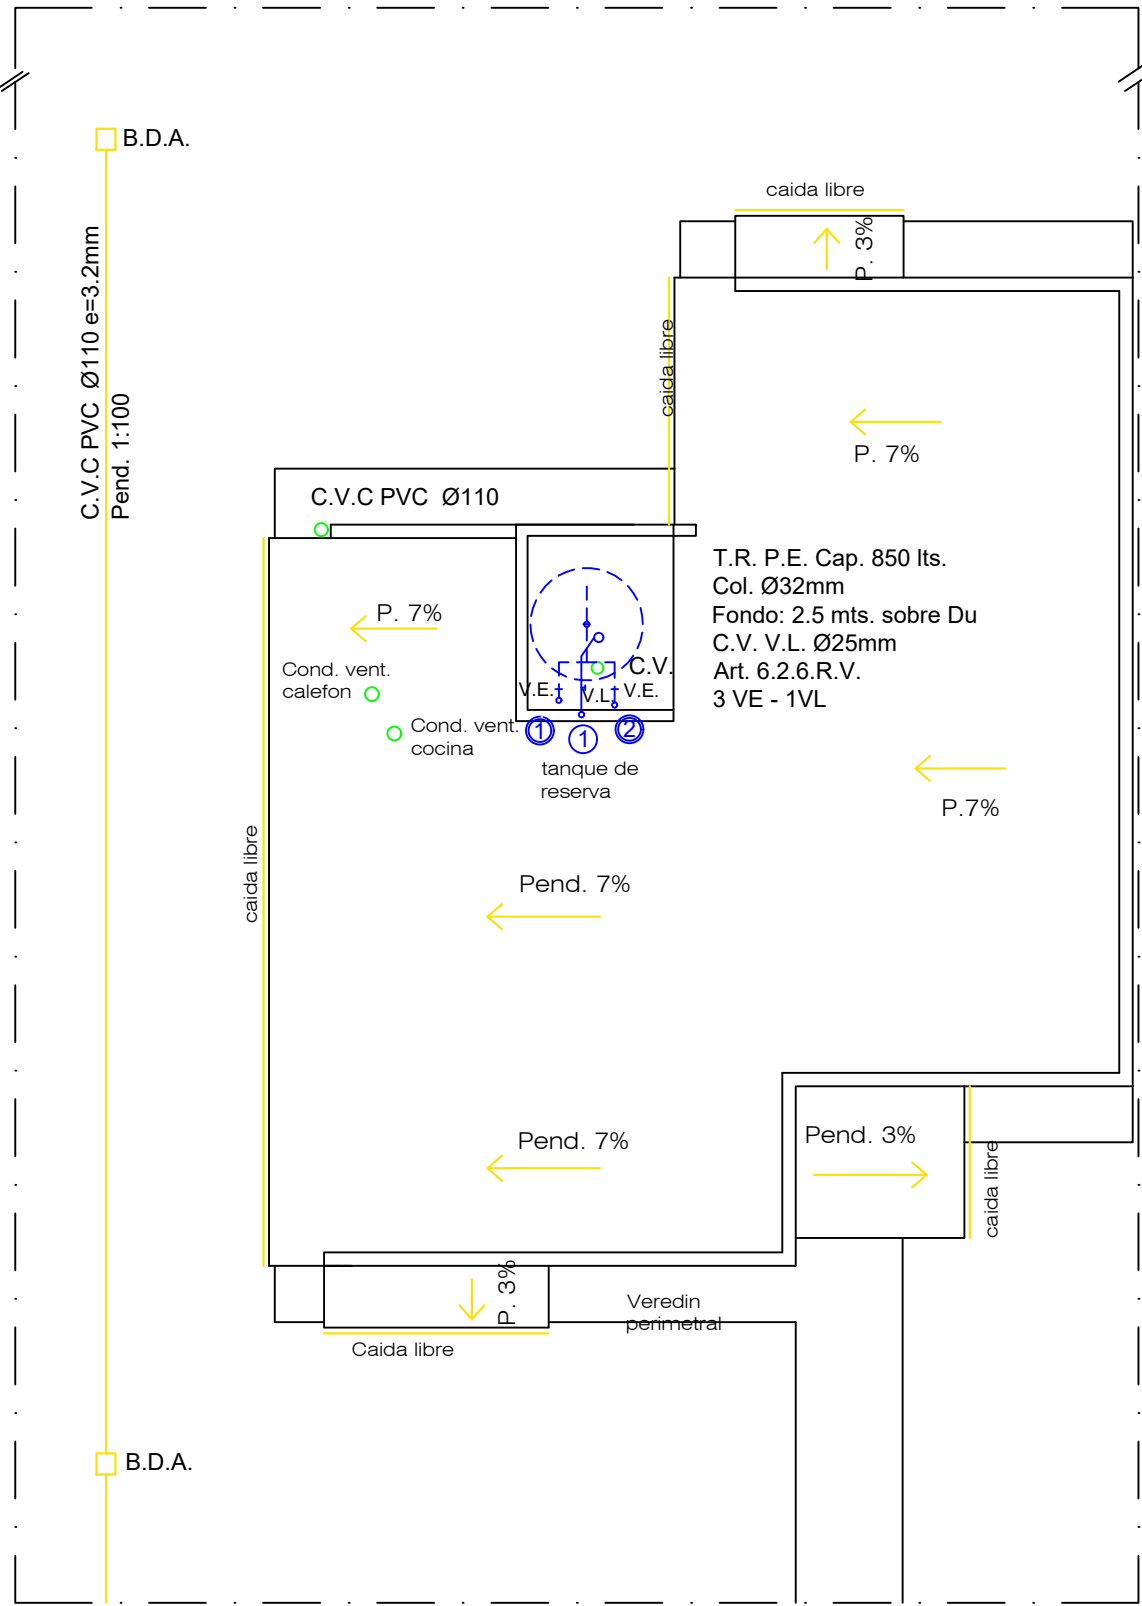 B.D.A.
caida libre
P. 3%
C.V.C PVC Ø110 e=3.2mm
Pend. 1:100
caida libre
P. 7%
C.V.C PVC Ø110
T.R. P.E. Cap. 850 lts.
Col. Ø32mm
Fondo: 2.5 mts. sobre Du
C.V. V.L. Ø25mm
Art. 6.2.6.R.V.
3 VE - 1VL
P. 7%
Cond. vent.
calefon
C.V.
V.E.
V.L.
V.E.
Cond. vent.
cocina
1
1
2
tanque de
reserva
P.7%
caida libre
Pend. 7%
Pend. 7%
Pend. 3%
caida libre
P. 3%
Veredin
perimetral
Caida libre
B.D.A.